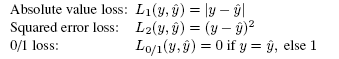 Absolute value loss: L₁(y, ŷ) = |y − ŷ|
Squared error loss: L₂(y, ŷ) = (y − ŷ)²
0/1 loss: L₀/₁(y, ŷ) = 0 if y = ŷ, else 1